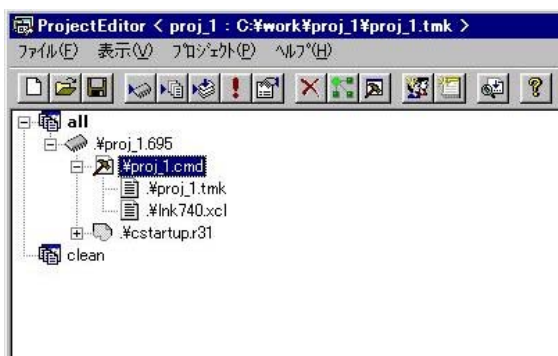 ProjectEditor < proj_1 : C:¥work¥proj_1¥proj_1.tmk >
ファイル(F) 表示(V) プロジェクト(P) ヘルプ(H)
all
.¥proj_1.695
.¥proj_1.cmd
.¥proj_1.tmk
.¥lnk740.xcl
.¥cstartup.r31
clean